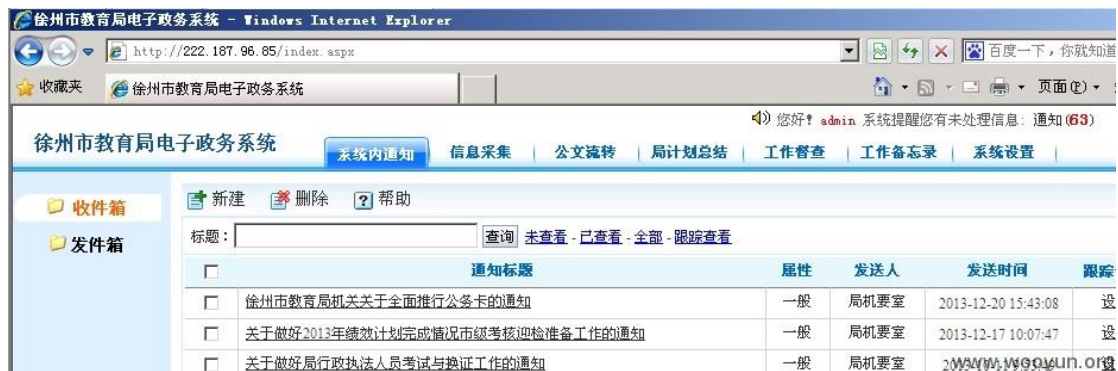 徐州市教育局电子政务系统 - Windows Internet Explorer
http://222.187.96.85/index.aspx 百度一下，你就知道
收藏夹 徐州市教育局电子政务系统 页面(P)
您好! admin 系统提醒您有未处理信息: 通知(63)
徐州市教育局电子政务系统 系统内通知 信息采集 公文流转 局计划总结 工作督查 工作备忘录 系统设置
收件箱 新建 删除 帮助
发件箱 标题: 查询 未查看 - 已查看 - 全部 - 跟踪查看
通知标题 属性 发送人 发送时间 跟踪
徐州市教育局机关关于全面推行公务卡的通知 一般 局机要室 2013-12-20 15:43:08 设
关于做好2013年绩效计划完成情况市级考核迎检准备工作的通知 一般 局机要室 2013-12-17 10:07:47 设
关于做好局行政执法人员考试与换证工作的通知 一般 局机要室
www.wooyun.org